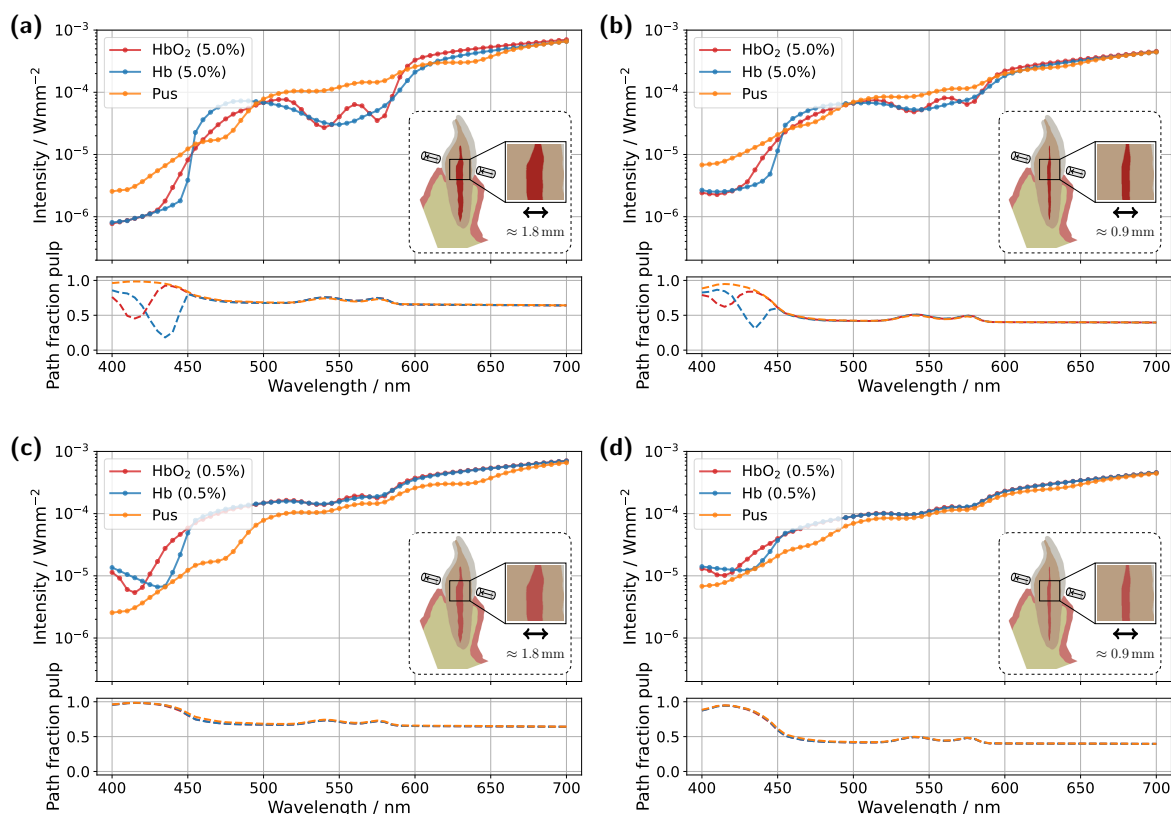 (a)
Intensity / Wmm⁻²
10⁻³
10⁻⁴
10⁻⁵
10⁻⁶
HbO₂ (5.0%)
Hb (5.0%)
Pus
≈ 1.8 mm
Path fraction pulp
1.0
0.5
0.0
400 450 500 550 600 650 700
Wavelength / nm
(b)
Intensity / Wmm⁻²
10⁻³
10⁻⁴
10⁻⁵
10⁻⁶
HbO₂ (5.0%)
Hb (5.0%)
Pus
≈ 0.9 mm
Path fraction pulp
1.0
0.5
0.0
400 450 500 550 600 650 700
Wavelength / nm
(c)
Intensity / Wmm⁻²
10⁻³
10⁻⁴
10⁻⁵
10⁻⁶
HbO₂ (0.5%)
Hb (0.5%)
Pus
≈ 1.8 mm
Path fraction pulp
1.0
0.5
0.0
400 450 500 550 600 650 700
Wavelength / nm
(d)
Intensity / Wmm⁻²
10⁻³
10⁻⁴
10⁻⁵
10⁻⁶
HbO₂ (0.5%)
Hb (0.5%)
Pus
≈ 0.9 mm
Path fraction pulp
1.0
0.5
0.0
400 450 500 550 600 650 700
Wavelength / nm